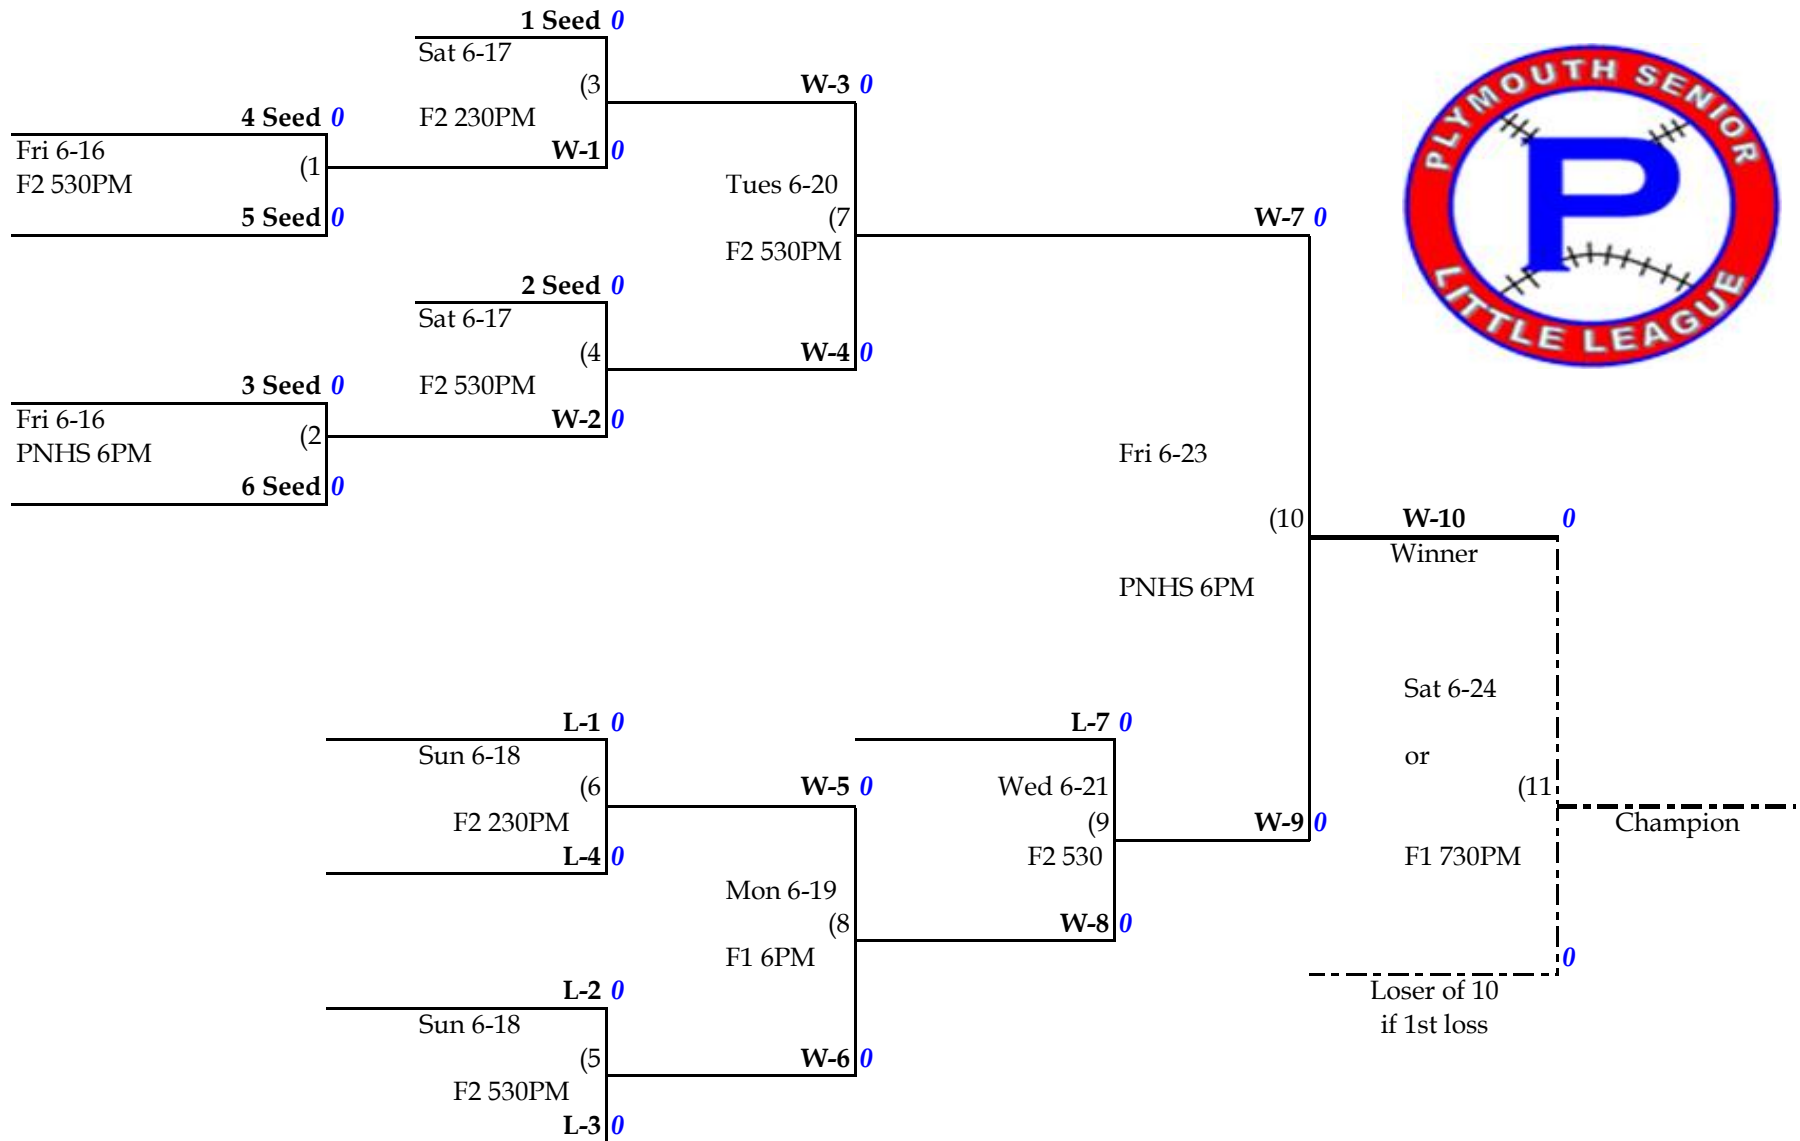 1 Seed 0
Sat 6-17
(3
F2 230PM
W-1 0
W-3 0
4 Seed 0
Fri 6-16
(1
F2 530PM
5 Seed 0
Tues 6-20
(7
F2 530PM
W-7 0
2 Seed 0
Sat 6-17
(4
F2 530PM
W-2 0
W-4 0
3 Seed 0
Fri 6-16
(2
PNHS 6PM
6 Seed 0
PLYMOUTH SENIOR
P
LITTLE LEAGUE
Fri 6-23
(10
PNHS 6PM
W-10 0
Winner
L-1 0
Sun 6-18
(6
F2 230PM
L-4 0
W-5 0
L-7 0
Wed 6-21
(9
F2 530
W-8 0
W-9 0
Sat 6-24
or
(11
F1 730PM
Champion
Mon 6-19
(8
F1 6PM
L-2 0
Sun 6-18
(5
F2 530PM
L-3 0
W-6 0
0
Loser of 10
if 1st loss